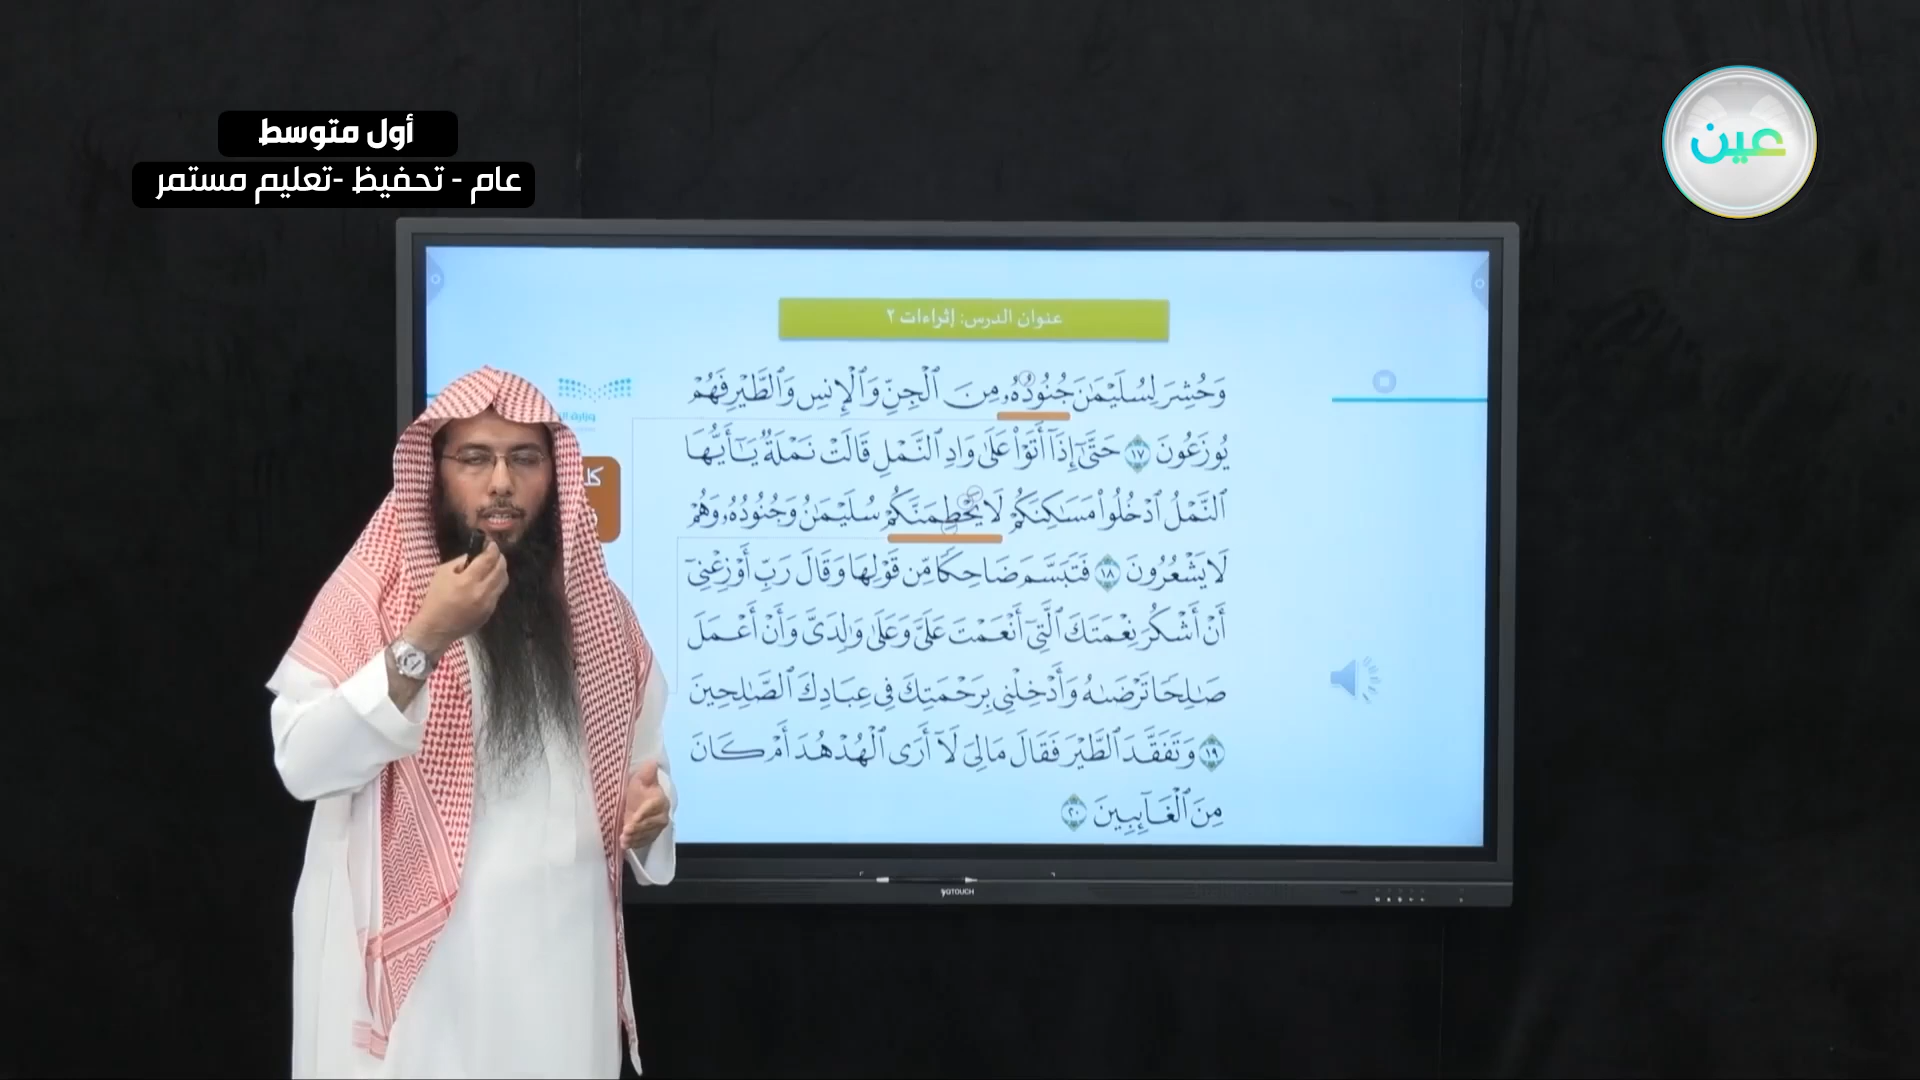 أول متوسط
عام - تحفيظ -تعليم مستمر
عين
عنوان الدرس: إثراءات ٢
وَحُشِرَ لِسُلَيْمَٰنَ جُنُودُهُۥ مِنَ ٱلْجِنِّ وَٱلْإِنسِ وَٱلطَّيْرِ فَهُمْ
يُوزَعُونَ ١٧ حَتَّىٰٓ إِذَآ أَتَوْا۟ عَلَىٰ وَادِ ٱلنَّمْلِ قَالَتْ نَمْلَةٌ يَٰٓأَيُّهَا
ٱلنَّمْلُ ٱدْخُلُوا۟ مَسَٰكِنَكُمْ لَا يَحْطِمَنَّكُمْ سُلَيْمَٰنُ وَجُنُودُهُۥ وَهُمْ
لَا يَشْعُرُونَ ١٨ فَتَبَسَّمَ ضَاحِكًا مِّن قَوْلِهَا وَقَالَ رَبِّ أَوْزِعْنِىٓ
أَنْ أَشْكُرَ نِعْمَتَكَ ٱلَّتِىٓ أَنْعَمْتَ عَلَىَّ وَعَلَىٰ وَٰلِدَىَّ وَأَنْ أَعْمَلَ
صَٰلِحًا تَرْضَىٰهُ وَأَدْخِلْنِى بِرَحْمَتِكَ فِى عِبَادِكَ ٱلصَّٰلِحِينَ
١٩ وَتَفَقَّدَ ٱلطَّيْرَ فَقَالَ مَا لِىَ لَآ أَرَى ٱلْهُدْهُدَ أَمْ كَانَ
مِنَ ٱلْغَآئِبِينَ ٢٠
YQTOUCH